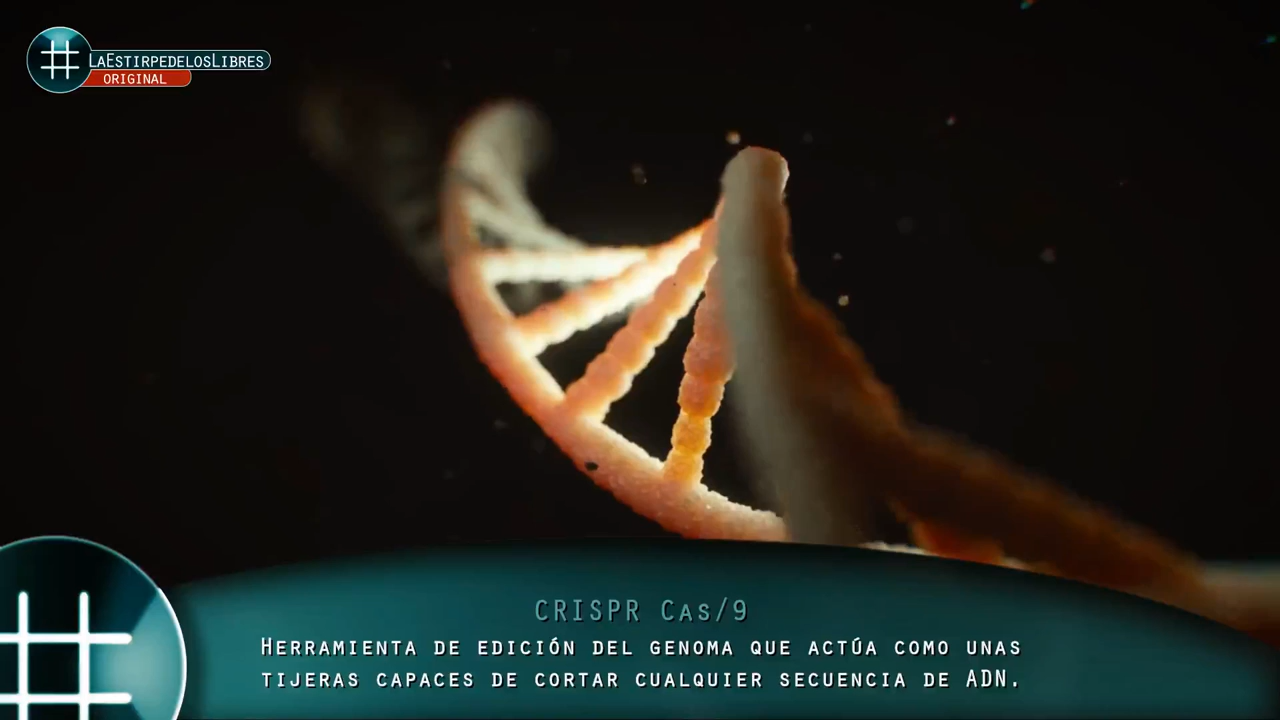 #
LaEstirpedelosLibres
ORIGINAL
CRISPR Cas/9
Herramienta de edición del genoma que actúa como unas
tijeras capaces de cortar cualquier secuencia de ADN.
#